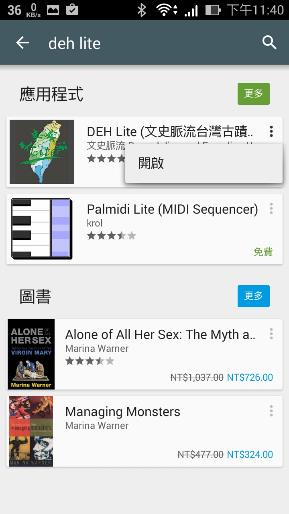 36 0 KB/s 下午11:40
deh lite
應用程式 更多
DEH Lite (文史脈流台灣古蹟..
文史脈流
開啟
Palmidi Lite (MIDI Sequencer)
krol
免費
圖書 更多
ALONE OF ALL HER SEX
VIRGIN MARY
Marina Warner
Alone of All Her Sex: The Myth a..
Marina Warner
NT$1,037.00 NT$726.00
Managing Monsters
Marina Warner
NT$477.00 NT$324.00